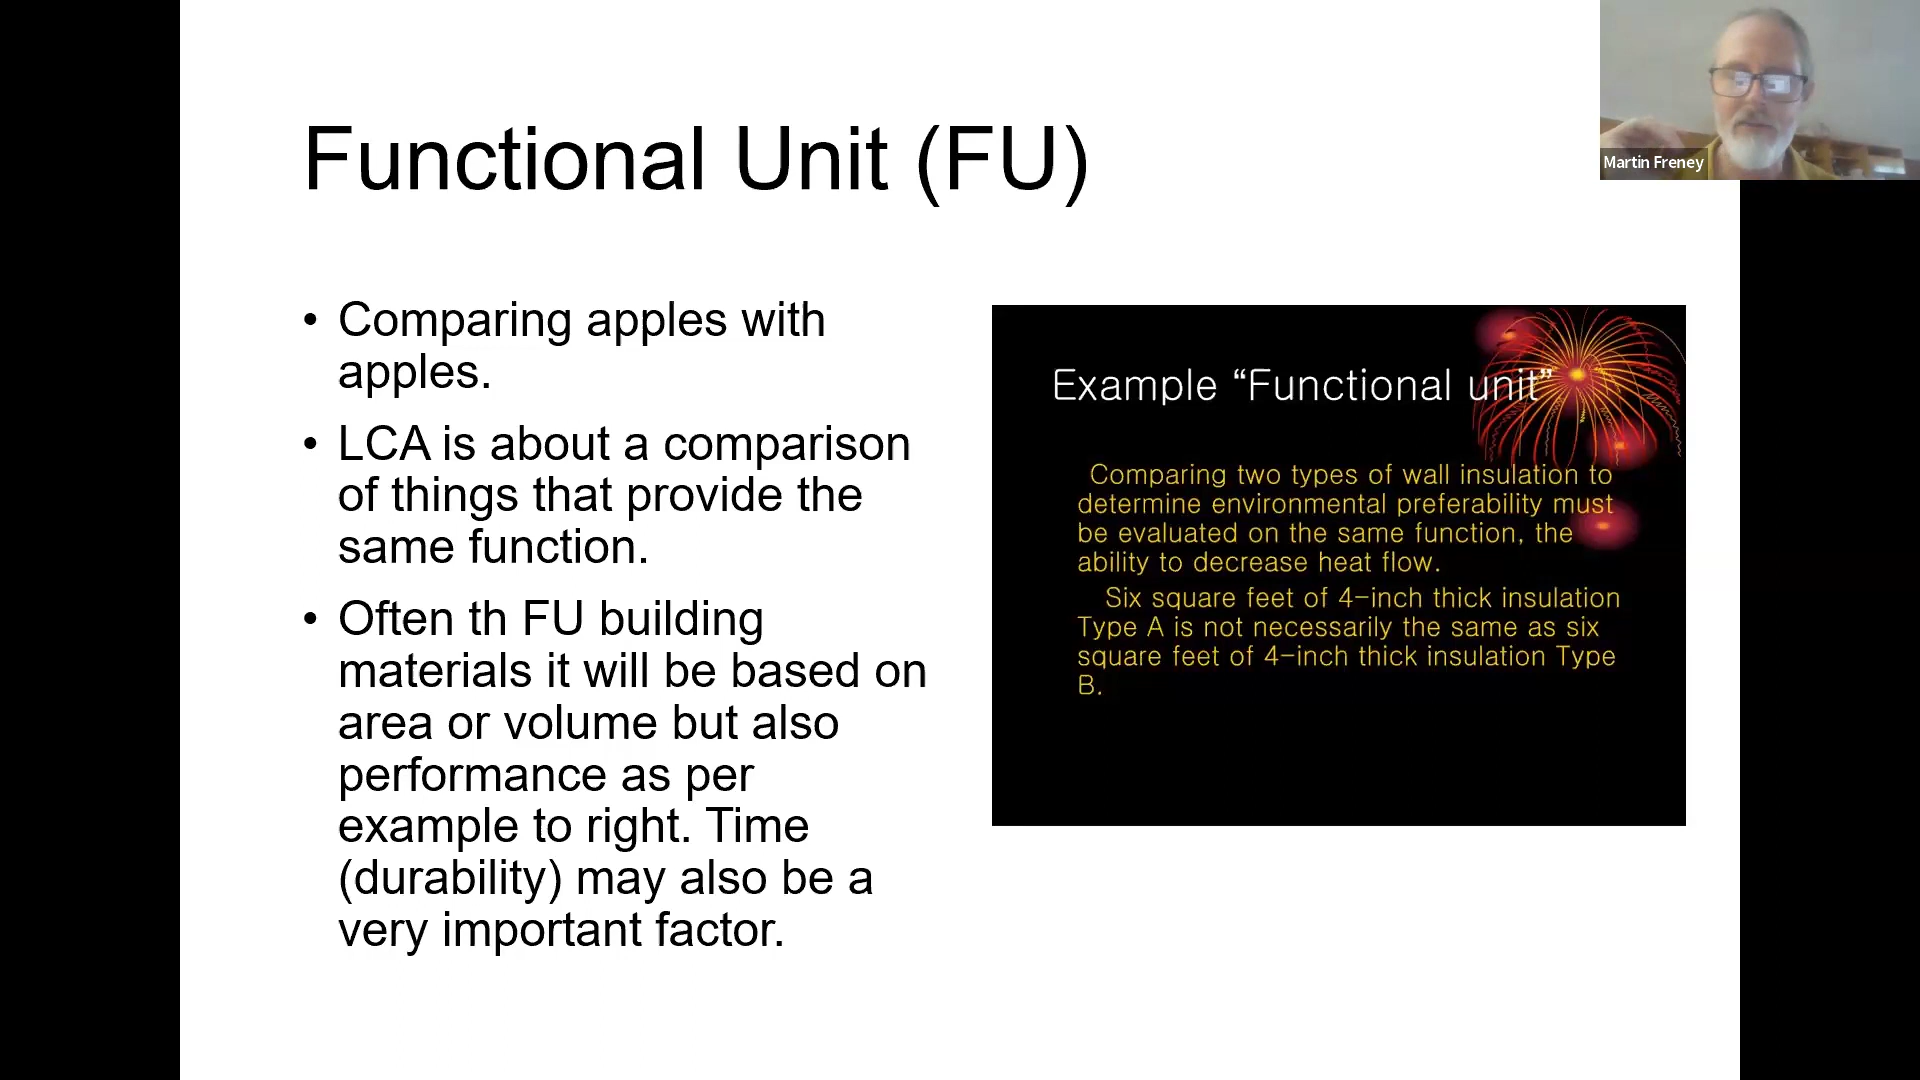 Functional Unit (FU)
• Comparing apples with
apples.
• LCA is about a comparison
of things that provide the
same function.
• Often th FU building
materials it will be based on
area or volume but also
performance as per
example to right. Time
(durability) may also be a
very important factor.
Example “Functional unit”
Comparing two types of wall insulation to
determine environmental preferability must
be evaluated on the same function, the
ability to decrease heat flow.
Six square feet of 4-inch thick insulation
Type A is not necessarily the same as six
square feet of 4-inch thick insulation Type
B.
Martin Freney